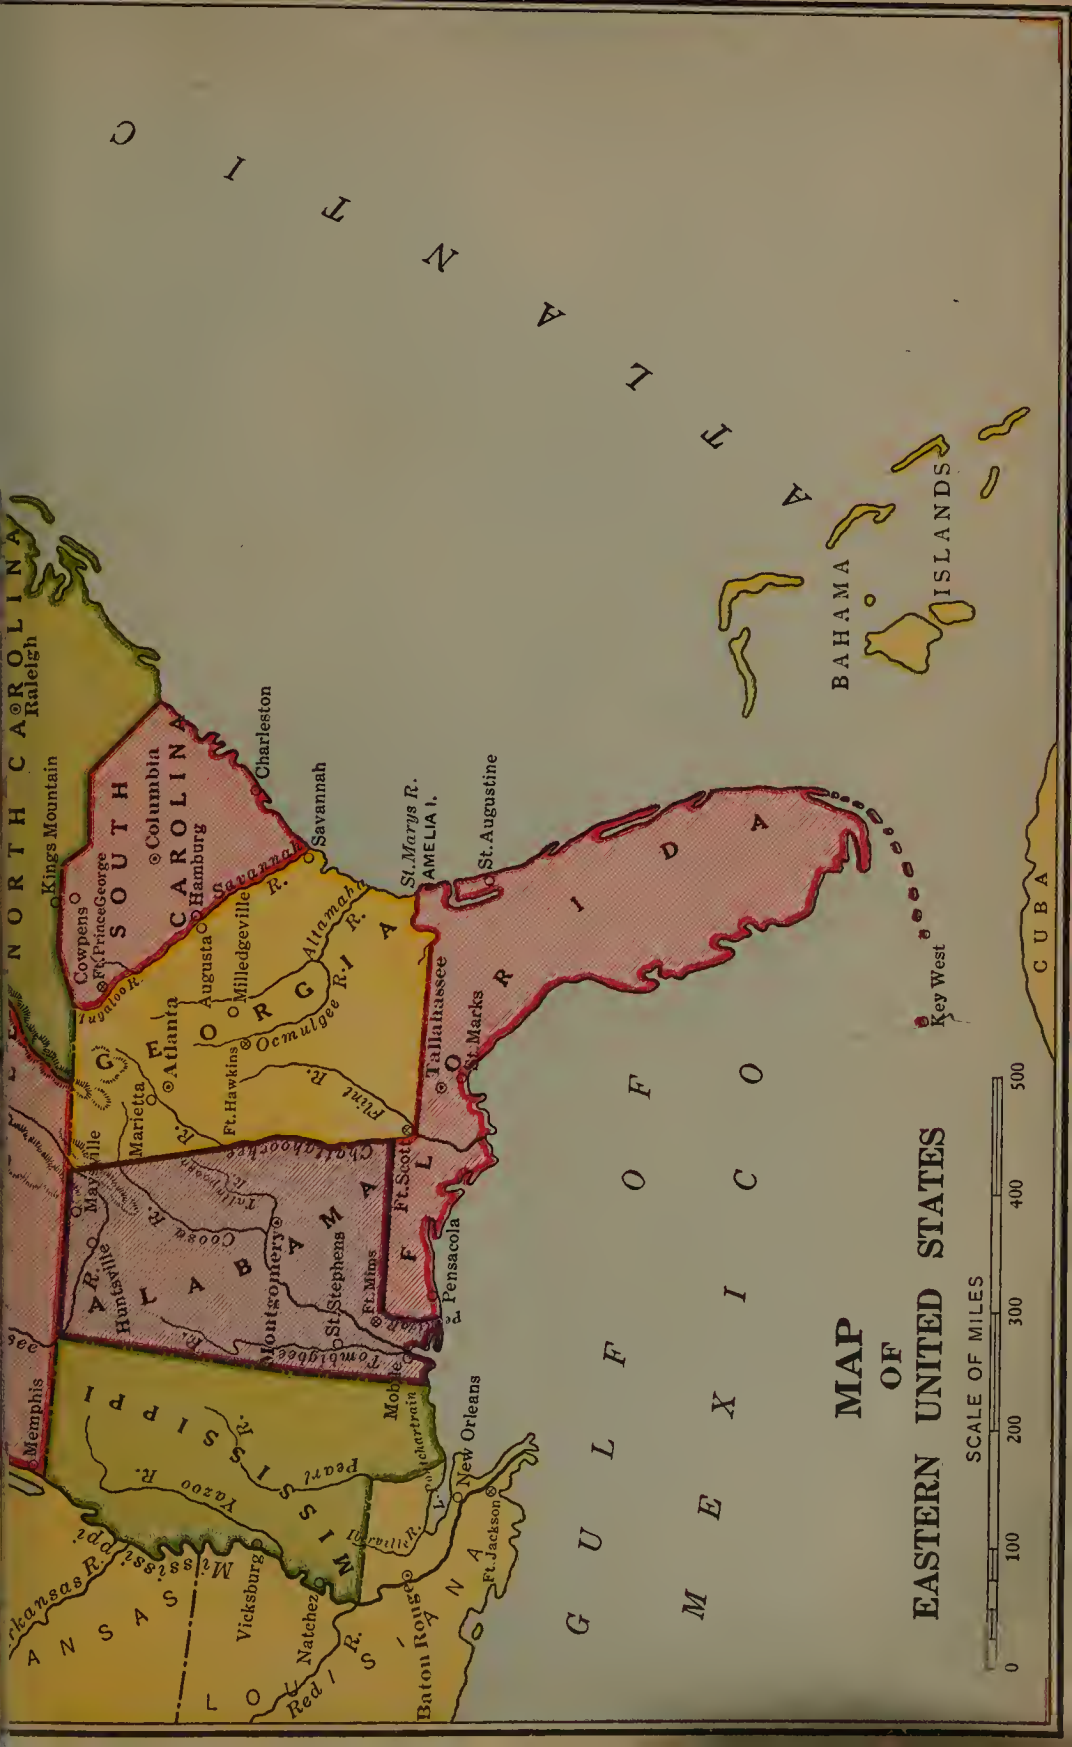 NORTH CAROLINA
Raleigh
Kings Mountain
Cowpens
Ft. Prince George
SOUTH
CAROLINA
Columbia
Hamburg
Charleston
Savannah R.
Savannah
Tugaloo R.
GEORGIA
Augusta
Milledgeville
Atlanta
Marietta
Ft. Hawkins
Ocmulgee R.
Altamaha R.
Flint R.
Chattahoochee
R.
St. Marys R.
AMELIA I.
St. Augustine
FLORIDA
Tallahassee
St. Marks
Ft. Scott
Pensacola
Key West
ALABAMA
Huntsville
R.
Coosa R.
Tallapoosa R.
Montgomery
St. Stephens
Ft. Mims
Tombigbee
R.
Mobile
Memphis
MISSISSIPPI
Yazoo R.
Pearl R.
Mississippi
Vicksburg
Natchez
Arkansas R.
ANSAS
LOUISIANA
Red R.
Baton Rouge
New Orleans
Ft. Jackson
L. Pontchartrain
ATLANTIC
BAHAMA
ISLANDS
CUBA
GULF OF
MEXICO
MAP
OF
EASTERN UNITED STATES
SCALE OF MILES
0 100 200 300 400 500